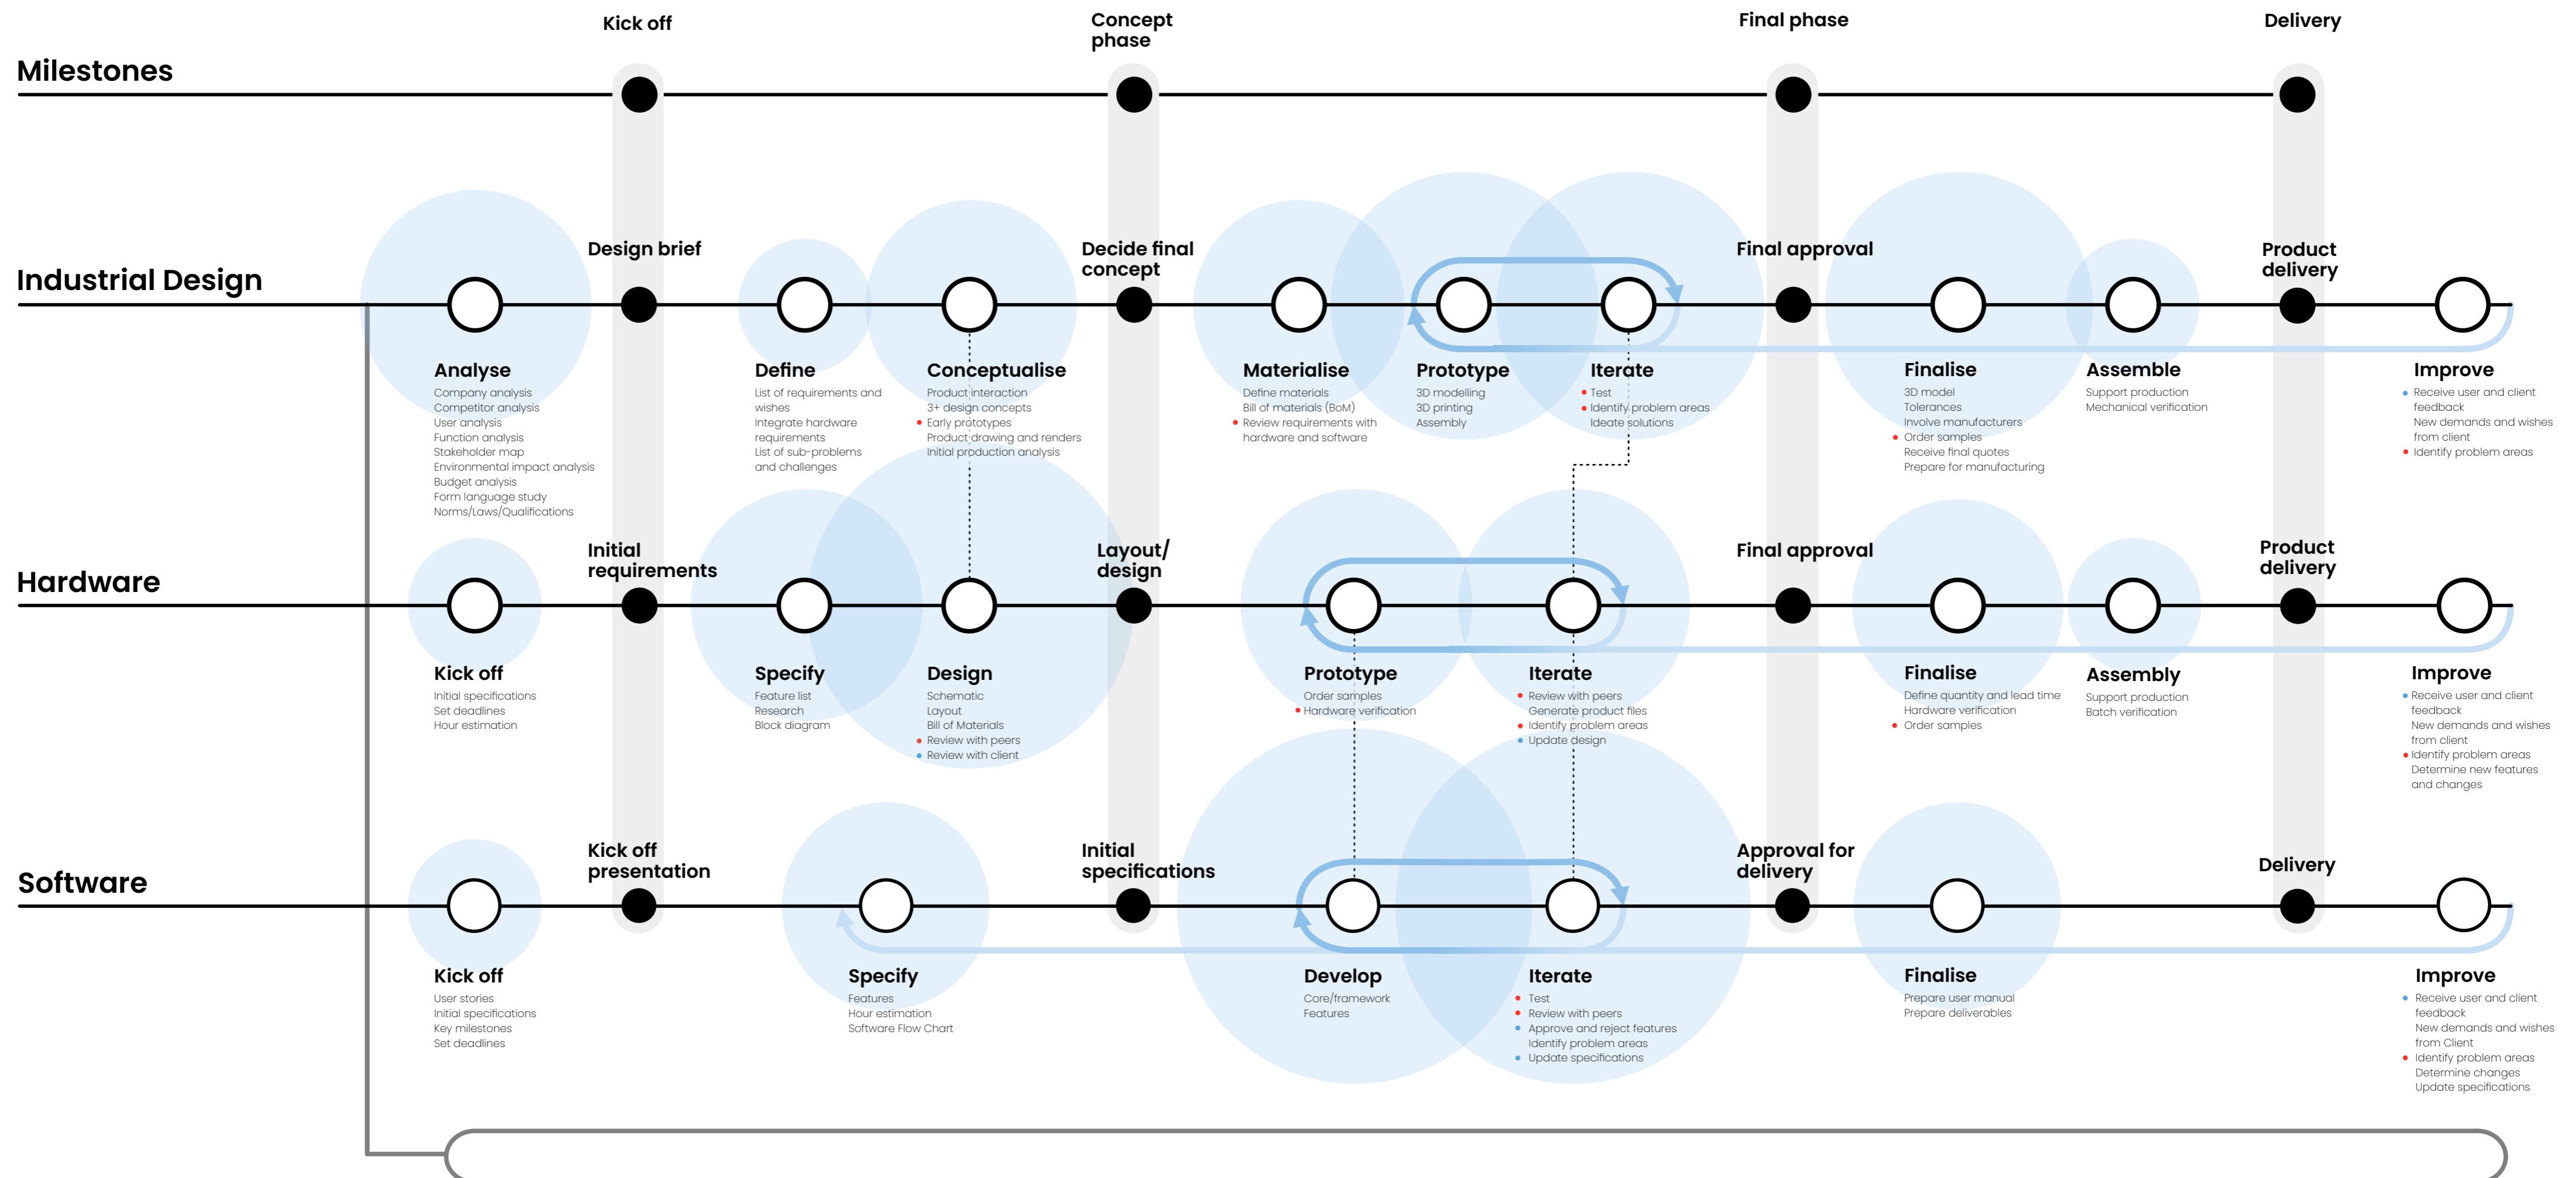 Kick off
Concept
phase
Final phase
Delivery
Milestones
Industrial Design
Design brief
Decide final
concept
Final approval
Product
delivery
Analyse
Company analysis
Competitor analysis
User analysis
Function analysis
Stakeholder map
Environmental impact analysis
Budget analysis
Form language study
Norms/Laws/Qualifications
Define
List of requirements and
wishes
Integrate hardware
requirements
List of sub-problems
and challenges
Conceptualise
Product interaction
3+ design concepts
Early prototypes
Product drawing and renders
Initial production analysis
Materialise
Define materials
Bill of materials (BoM)
Review requirements with
hardware and software
Prototype
3D modelling
3D printing
Assembly
Iterate
Test
Identify problem areas
Ideate solutions
Finalise
3D model
Tolerances
Involve manufacturers
Order samples
Receive final quotes
Prepare for manufacturing
Assemble
Support production
Mechanical verification
Improve
Receive user and client
feedback
New demands and wishes
from client
Identify problem areas
Hardware
Initial
requirements
Layout/
design
Final approval
Product
delivery
Kick off
Initial specifications
Set deadlines
Hour estimation
Specify
Feature list
Research
Block diagram
Design
Schematic
Layout
Bill of Materials
Review with peers
Review with client
Prototype
Order samples
Hardware verification
Iterate
Review with peers
Generate product files
Identify problem areas
Update design
Finalise
Define quantity and lead time
Hardware verification
Order samples
Assembly
Support production
Batch verification
Improve
Receive user and client
feedback
New demands and wishes
from client
Identify problem areas
Determine new features
and changes
Software
Kick off
presentation
Initial
specifications
Approval for
delivery
Delivery
Kick off
User stories
Initial specifications
Key milestones
Set deadlines
Specify
Features
Hour estimation
Software Flow Chart
Develop
Core/framework
Features
Iterate
Test
Review with peers
Approve and reject features
Identify problem areas
Update specifications
Finalise
Prepare user manual
Prepare deliverables
Improve
Receive user and client
feedback
New demands and wishes
from Client
Identify problem areas
Determine changes
Update specifications